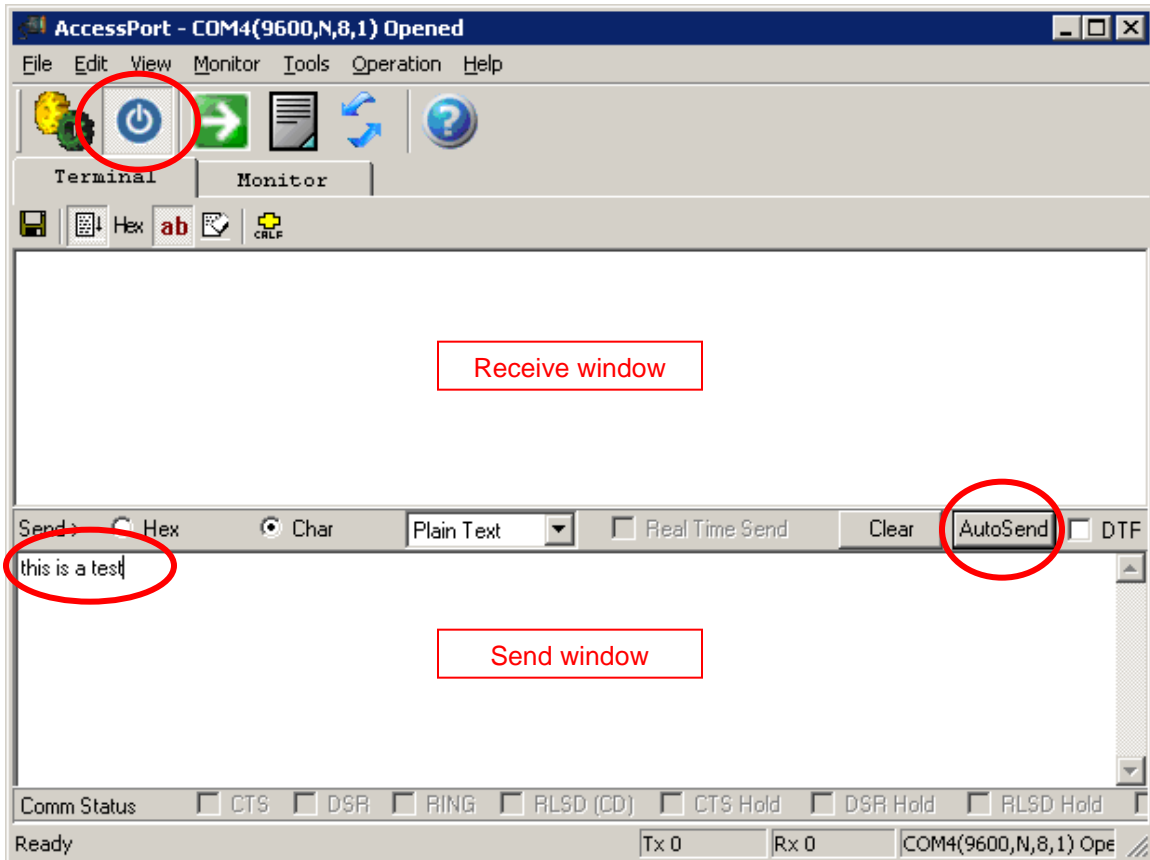 AccessPort - COM4(9600,N,8,1) Opened
File Edit View Monitor Tools Operation Help
Terminal Monitor
Hex ab CRLF
Receive window
Send> Hex Char Plain Text Real Time Send Clear AutoSend DTF
this is a test
Send window
Comm Status CTS DSR RING RLSD (CD) CTS Hold DSR Hold RLSD Hold
Ready Tx 0 Rx 0 COM4(9600,N,8,1) Ope